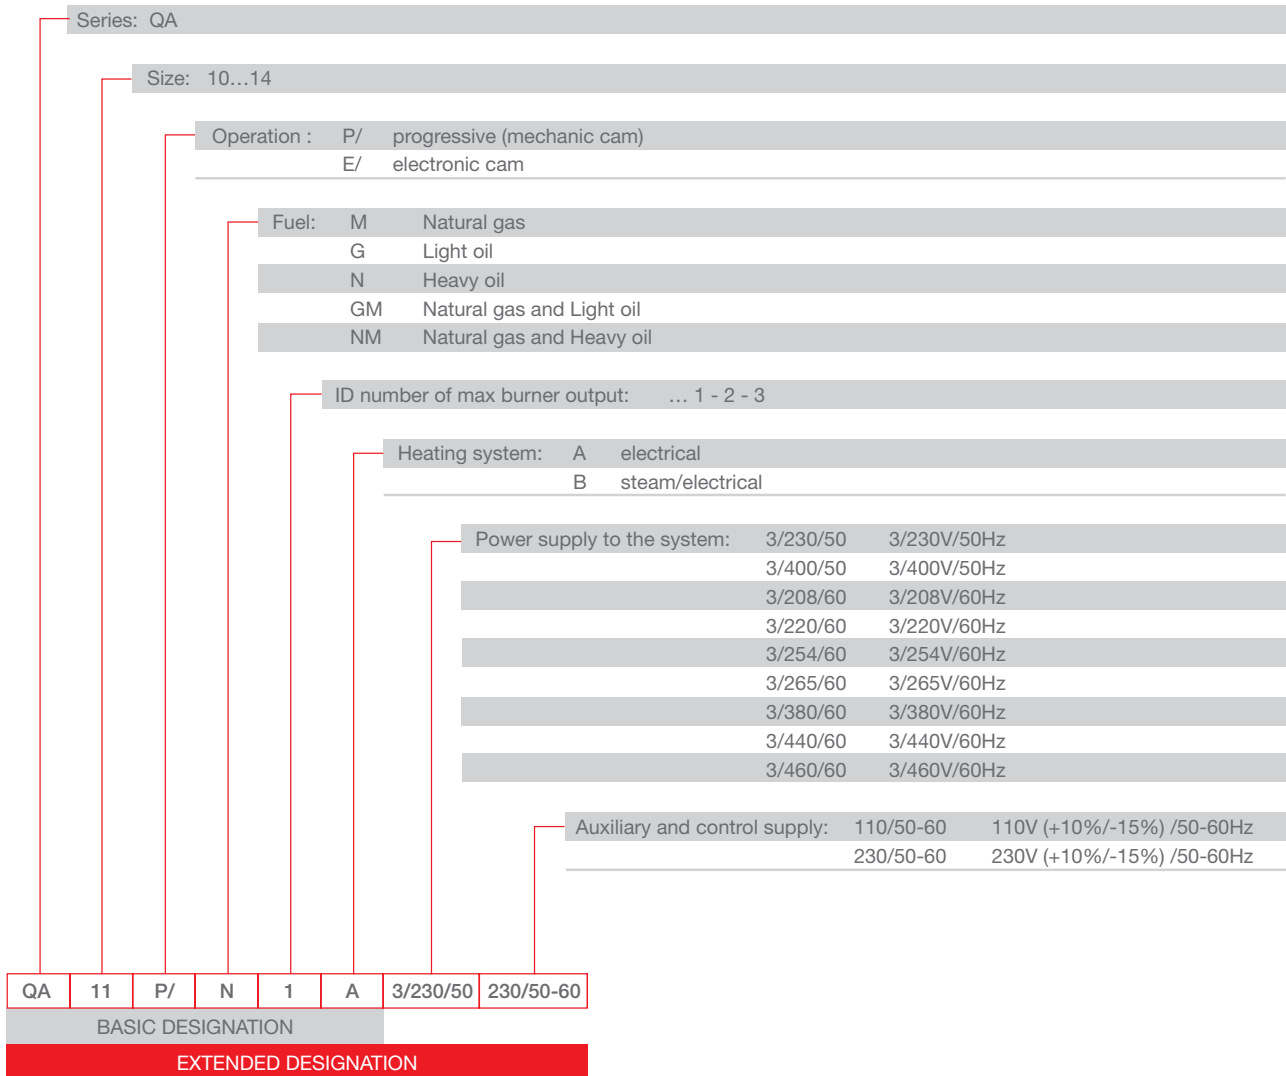 Series: QA
Size: 10...14
Operation : P/ progressive (mechanic cam)
E/ electronic cam
Fuel: M Natural gas
G Light oil
N Heavy oil
GM Natural gas and Light oil
NM Natural gas and Heavy oil
ID number of max burner output: ... 1 - 2 - 3
Heating system: A electrical
B steam/electrical
Power supply to the system: 3/230/50 3/230V/50Hz
3/400/50 3/400V/50Hz
3/208/60 3/208V/60Hz
3/220/60 3/220V/60Hz
3/254/60 3/254V/60Hz
3/265/60 3/265V/60Hz
3/380/60 3/380V/60Hz
3/440/60 3/440V/60Hz
3/460/60 3/460V/60Hz
Auxiliary and control supply: 110/50-60 110V (+10%/-15%) /50-60Hz
230/50-60 230V (+10%/-15%) /50-60Hz
QA 11 P/ N 1 A 3/230/50 230/50-60
BASIC DESIGNATION
EXTENDED DESIGNATION